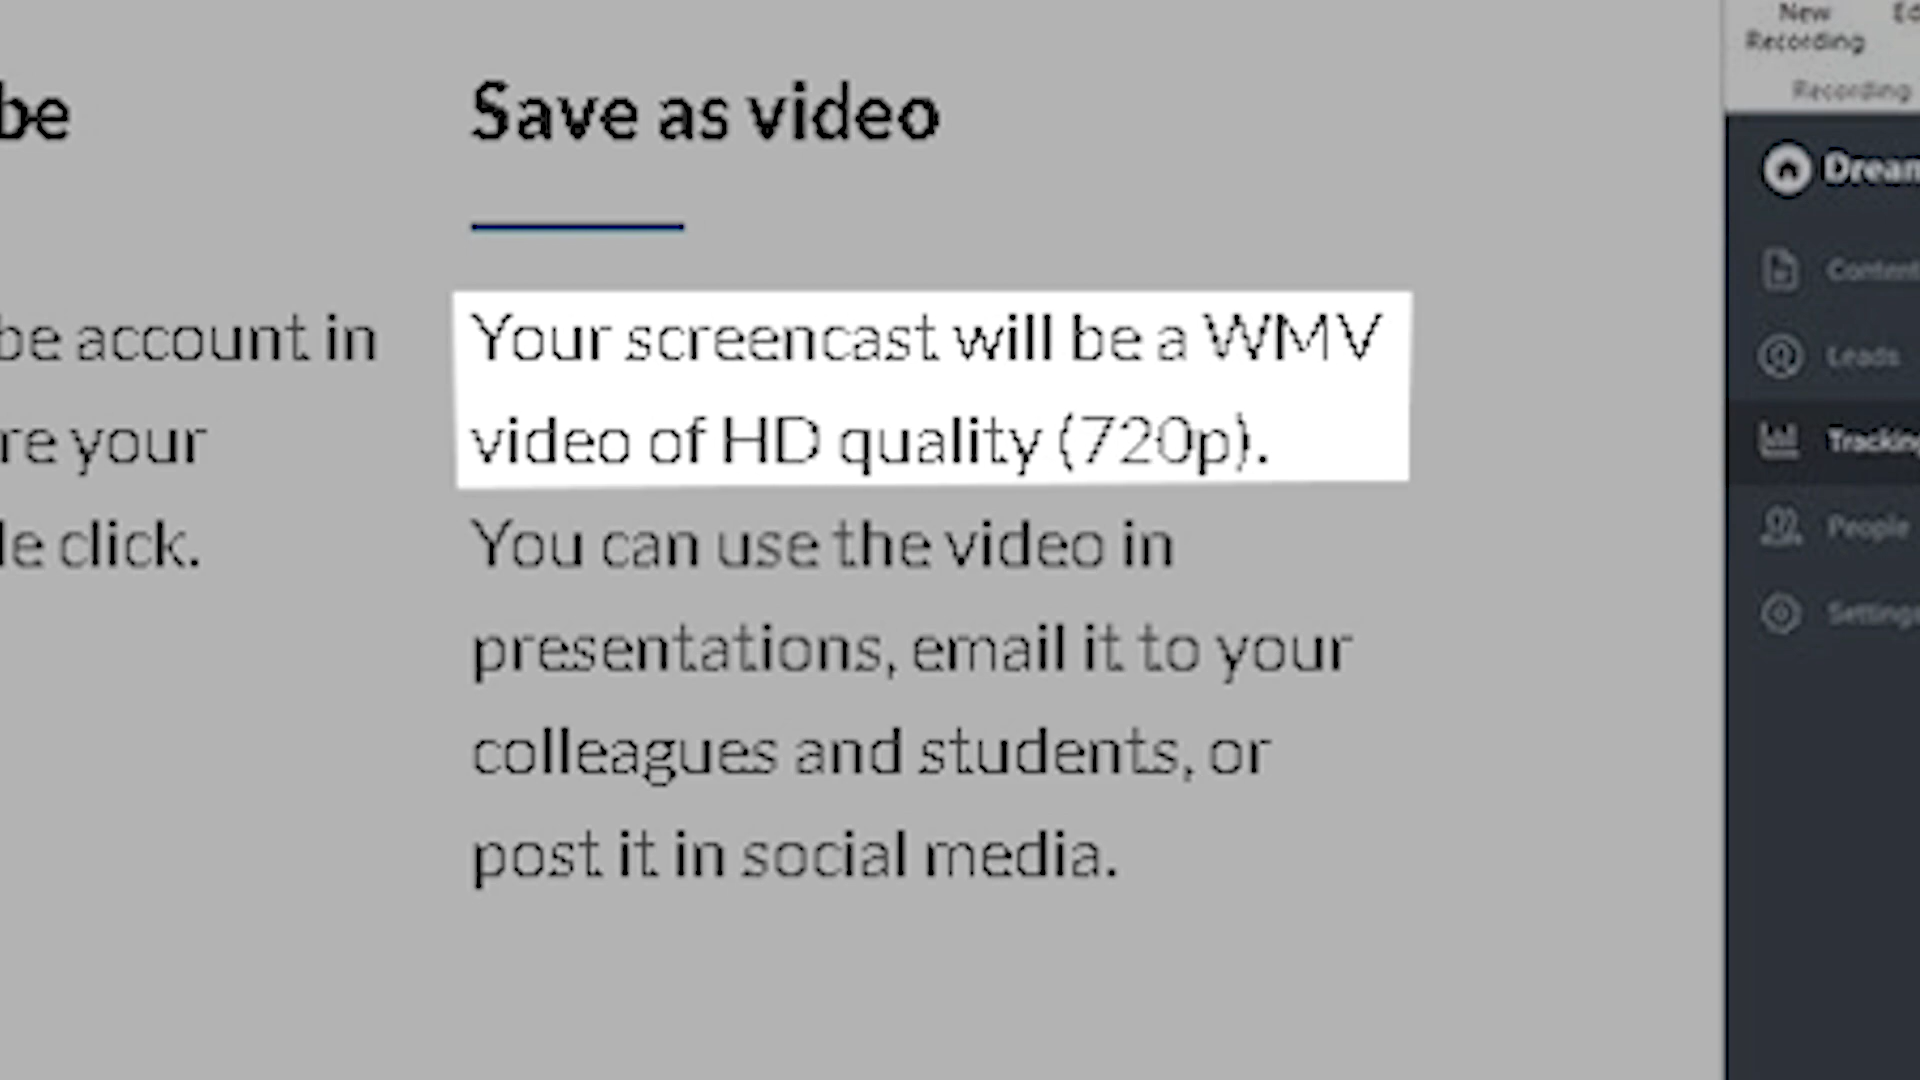 be
be account in
re your
le click.
Save as video
Your screencast will be a WMV
video of HD quality (720p).
You can use the video in
presentations, email it to your
colleagues and students, or
post it in social media.
New
Recording
Ed
Recording
Dream
Content
Leads
Tracking
People
Settings